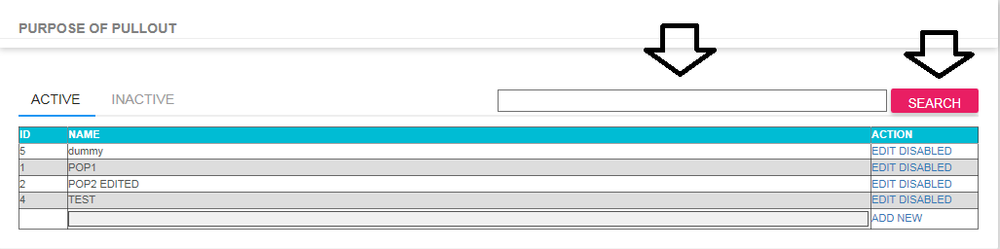 PURPOSE OF PULLOUT
ACTIVE INACTIVE SEARCH
ID NAME ACTION
5 dummy EDIT DISABLED
1 POP1 EDIT DISABLED
2 POP2 EDITED EDIT DISABLED
4 TEST EDIT DISABLED
ADD NEW